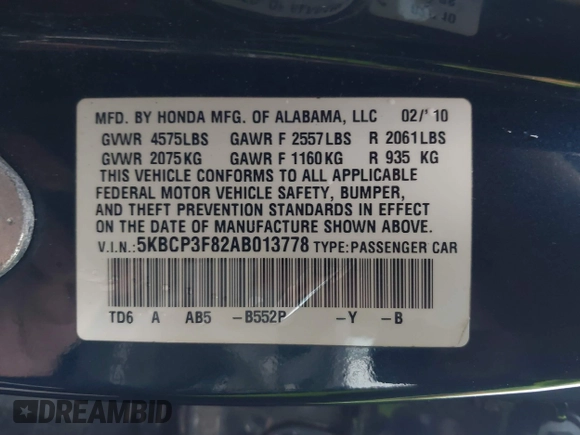 MFD. BY HONDA MFG. OF ALABAMA, LLC 02/'10
GVWR 4575LBS GAWR F 2557LBS R 2061LBS
GVWR 2075KG GAWR F 1160KG R 935 KG
THIS VEHICLE CONFORMS TO ALL APPLICABLE
FEDERAL MOTOR VEHICLE SAFETY, BUMPER,
AND THEFT PREVENTION STANDARDS IN EFFECT
ON THE DATE OF MANUFACTURE SHOWN ABOVE.
V.I.N.: 5KBCP3F82AB013778 TYPE: PASSENGER CAR
TD6 A AB5 -B552P -Y -B
DREAMBID